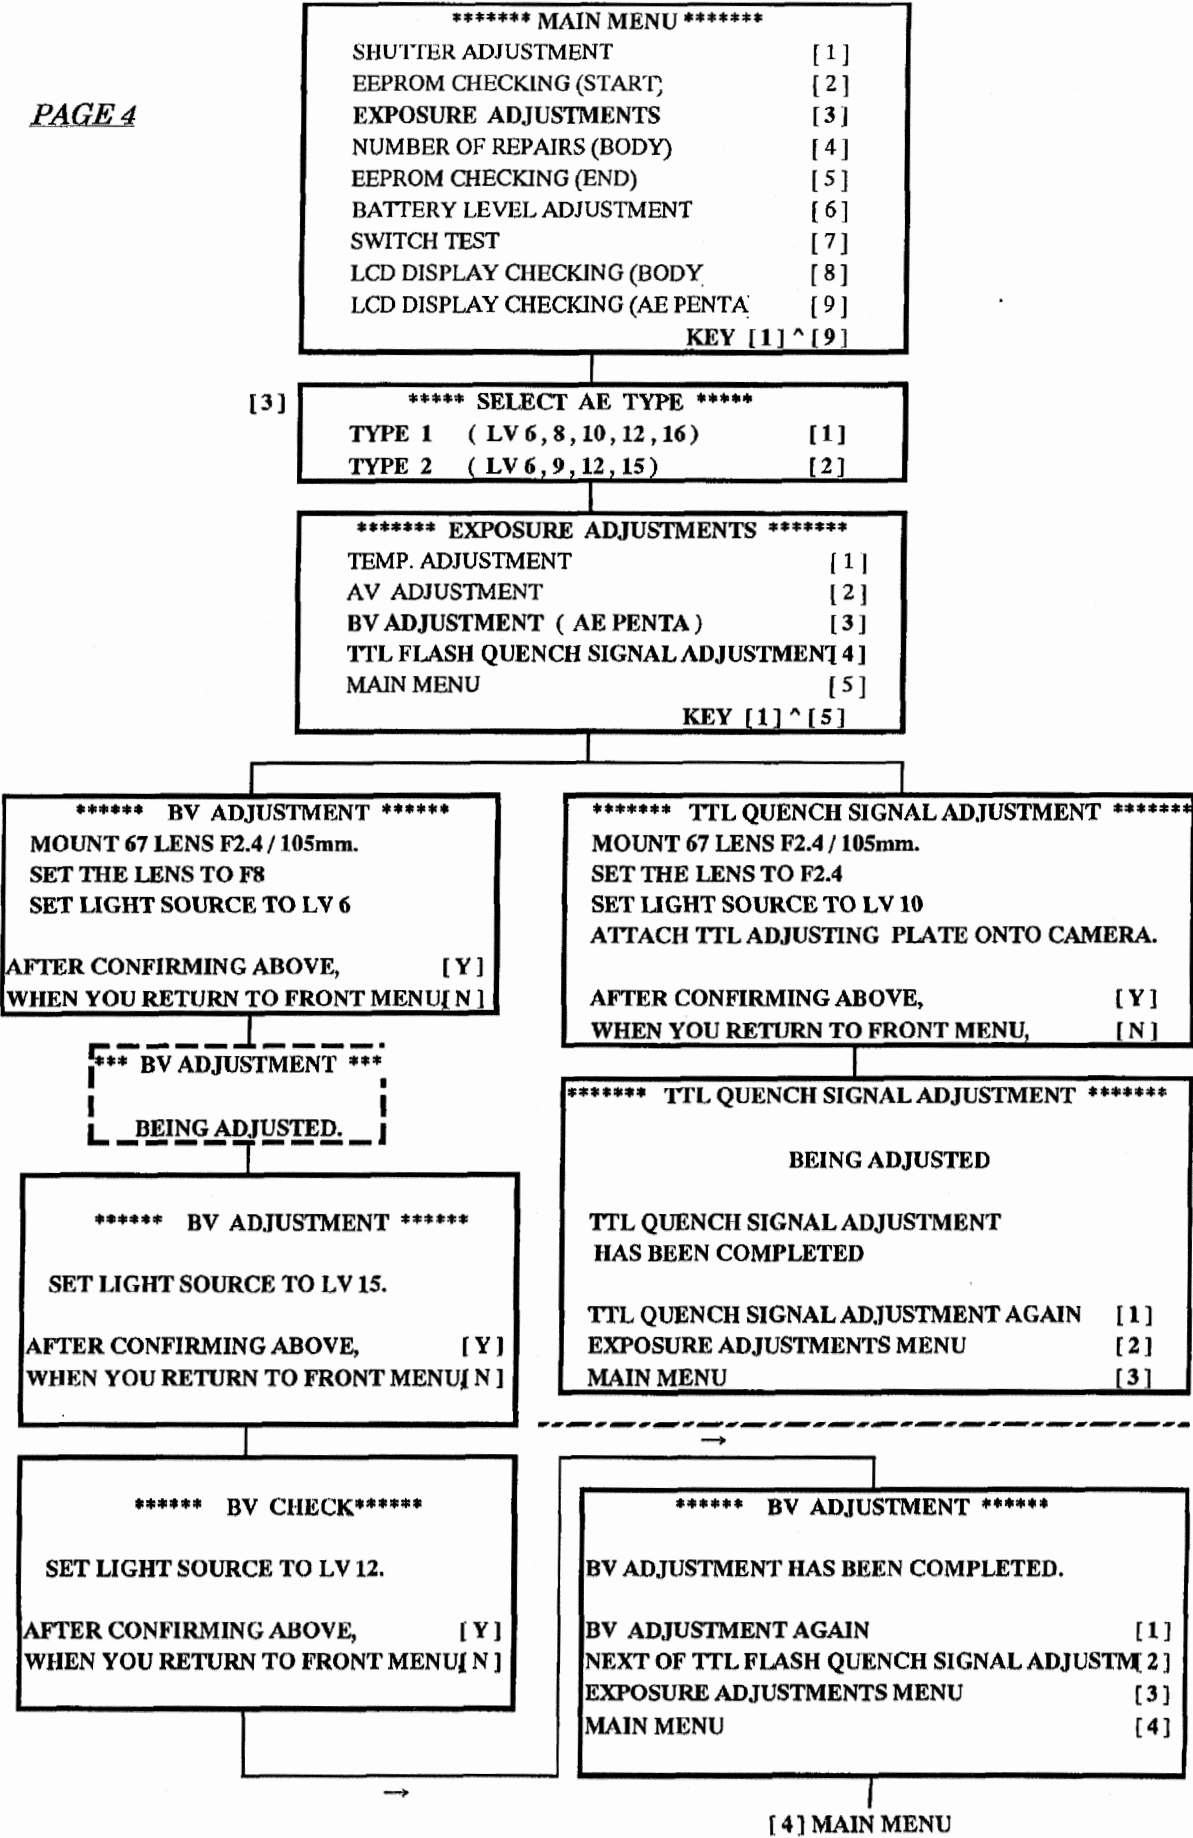 ******* MAIN MENU *******
SHUTTER ADJUSTMENT [1]
EEPROM CHECKING (START) [2]
PAGE 4
EXPOSURE ADJUSTMENTS [3]
NUMBER OF REPAIRS (BODY) [4]
EEPROM CHECKING (END) [5]
BATTERY LEVEL ADJUSTMENT [6]
SWITCH TEST [7]
LCD DISPLAY CHECKING (BODY [8]
LCD DISPLAY CHECKING (AE PENTA [9]
KEY [1] ^ [9]
[3]
***** SELECT AE TYPE *****
TYPE 1 ( LV 6, 8, 10, 12, 16) [1]
TYPE 2 ( LV 6, 9, 12, 15) [2]
******* EXPOSURE ADJUSTMENTS *******
TEMP. ADJUSTMENT [1]
AV ADJUSTMENT [2]
BV ADJUSTMENT ( AE PENTA ) [3]
TTL FLASH QUENCH SIGNAL ADJUSTMENT[4]
MAIN MENU [5]
KEY [1] ^ [5]
****** BV ADJUSTMENT ******
MOUNT 67 LENS F2.4 / 105mm.
SET THE LENS TO F8
SET LIGHT SOURCE TO LV 6
AFTER CONFIRMING ABOVE, [Y]
WHEN YOU RETURN TO FRONT MENU[N]
*** BV ADJUSTMENT ***
BEING ADJUSTED.
****** BV ADJUSTMENT ******
SET LIGHT SOURCE TO LV 15.
AFTER CONFIRMING ABOVE, [Y]
WHEN YOU RETURN TO FRONT MENU[N]
****** BV CHECK******
SET LIGHT SOURCE TO LV 12.
AFTER CONFIRMING ABOVE, [Y]
WHEN YOU RETURN TO FRONT MENU[N]
→
******* TTL QUENCH SIGNAL ADJUSTMENT *******
MOUNT 67 LENS F2.4 / 105mm.
SET THE LENS TO F2.4
SET LIGHT SOURCE TO LV 10
ATTACH TTL ADJUSTING PLATE ONTO CAMERA.
AFTER CONFIRMING ABOVE, [Y]
WHEN YOU RETURN TO FRONT MENU, [N]
******* TTL QUENCH SIGNAL ADJUSTMENT *******
BEING ADJUSTED
TTL QUENCH SIGNAL ADJUSTMENT
HAS BEEN COMPLETED
TTL QUENCH SIGNAL ADJUSTMENT AGAIN [1]
EXPOSURE ADJUSTMENTS MENU [2]
MAIN MENU [3]
→
****** BV ADJUSTMENT ******
BV ADJUSTMENT HAS BEEN COMPLETED.
BV ADJUSTMENT AGAIN [1]
NEXT OF TTL FLASH QUENCH SIGNAL ADJUSTM[2]
EXPOSURE ADJUSTMENTS MENU [3]
MAIN MENU [4]
[4] MAIN MENU